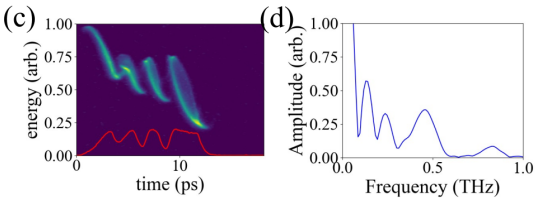 (c)
energy (arb.)
1.00
0.75
0.50
0.25
0.00
0
10
time (ps)
(d)
Amplitude (arb.)
1.00
0.75
0.50
0.25
0.00
0.0
0.5
1.0
Frequency (THz)